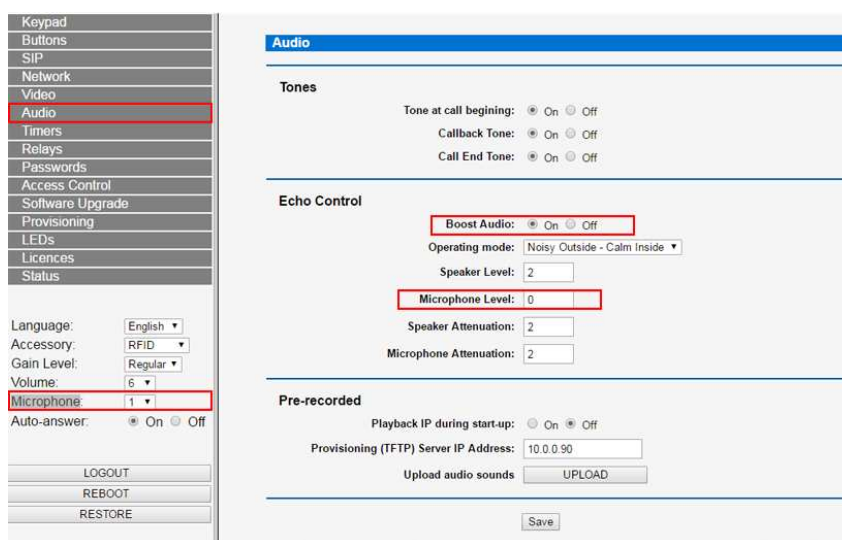 Keypad
Buttons
SIP
Network
Video
Audio
Timers
Relays
Passwords
Access Control
Software Upgrade
Provisioning
LEDs
Licences
Status
Language: English
Accessory: RFID
Gain Level: Regular
Volume: 6
Microphone: 1
Auto-answer: On Off
LOGOUT
REBOOT
RESTORE
Audio
Tones
Tone at call begining: On Off
Callback Tone: On Off
Call End Tone: On Off
Echo Control
Boost Audio: On Off
Operating mode: Noisy Outside - Calm Inside
Speaker Level: 2
Microphone Level: 0
Speaker Attenuation: 2
Microphone Attenuation: 2
Pre-recorded
Playback IP during start-up: On Off
Provisioning (TFTP) Server IP Address: 10.0.0.90
Upload audio sounds UPLOAD
Save